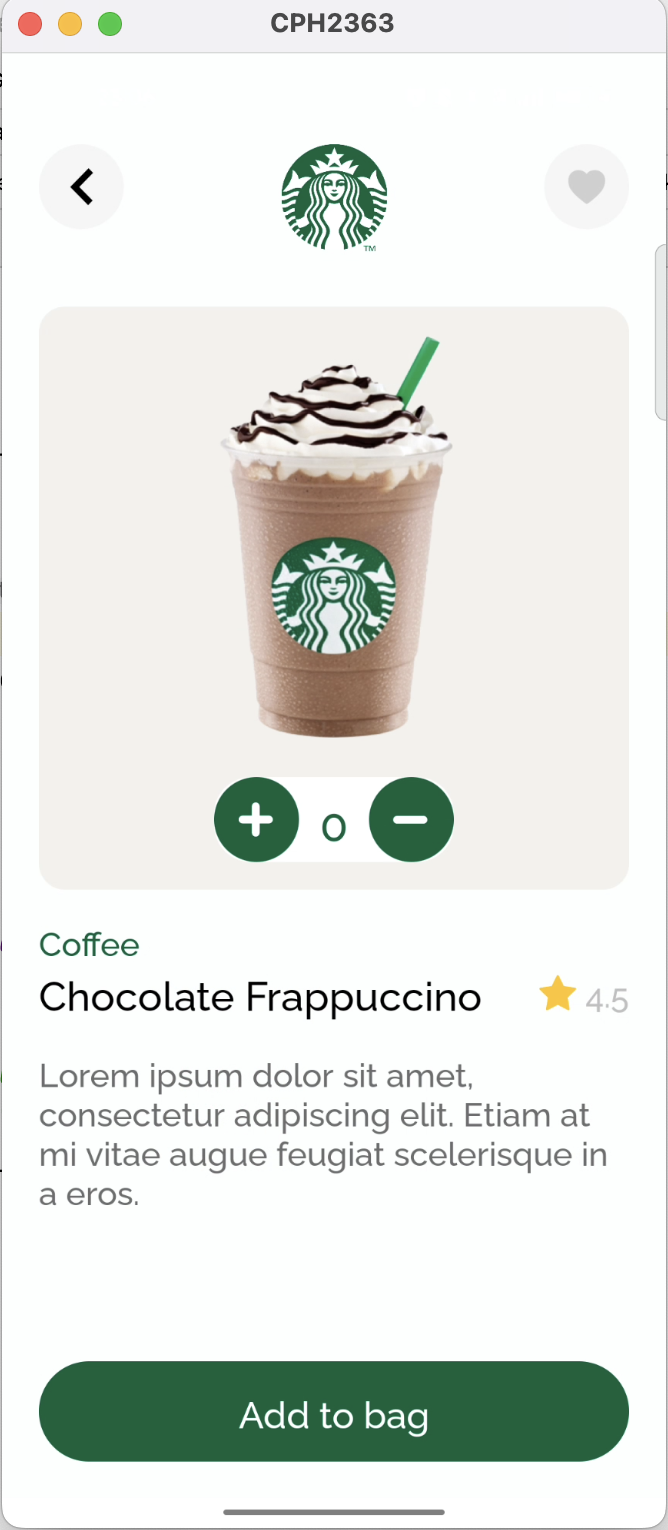 CPH2363
TM
0
Coffee
Chocolate Frappuccino
4.5
Lorem ipsum dolor sit amet,
consectetur adipiscing elit. Etiam at
mi vitae augue feugiat scelerisque in
a eros.
Add to bag